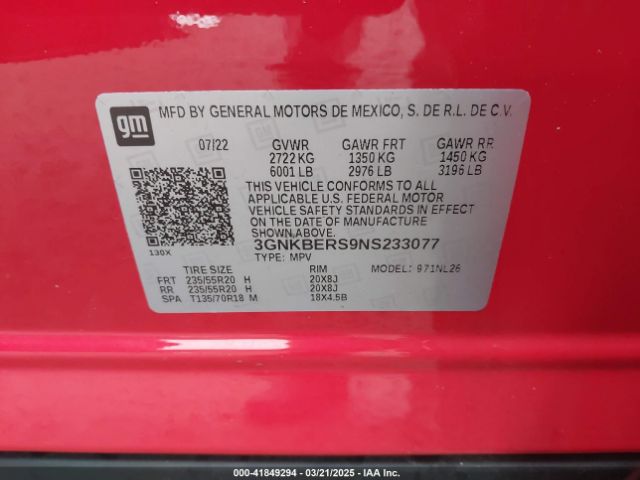 gm
MFD BY GENERAL MOTORS DE MEXICO, S. DE R.L. DE C.V.
07/22 GVWR GAWR FRT GAWR RR
2722 KG 1350 KG 1450 KG
6001 LB 2976 LB 3196 LB
THIS VEHICLE CONFORMS TO ALL
APPLICABLE U.S. FEDERAL MOTOR
VEHICLE SAFETY STANDARDS IN EFFECT
ON THE DATE OF MANUFACTURE
SHOWN ABOVE.
3GNKBERS9NS233077
130X
TYPE: MPV
TIRE SIZE RIM MODEL: 971NL26
FRT 235/55R20 H 20X8J
RR 235/55R20 H 20X8J
SPA T135/70R18 M 18X4.5B
000-41849294 - 03/21/2025 - IAA Inc.